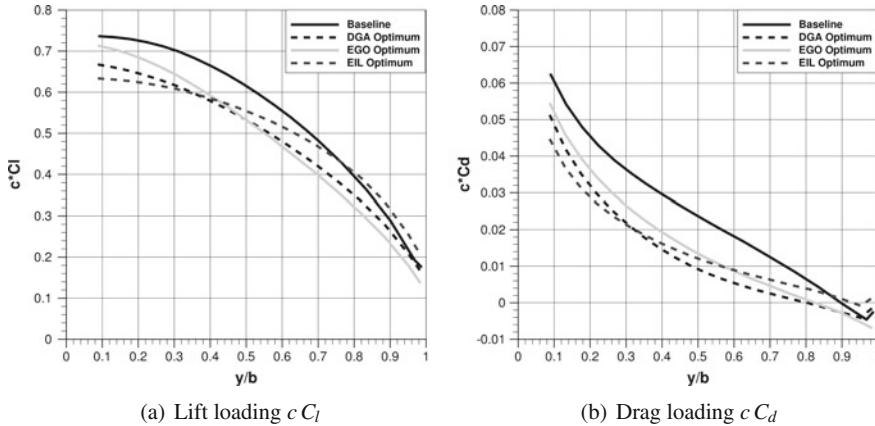 Baseline
DGA Optimum
EGO Optimum
EIL Optimum
0.8
0.7
0.6
0.5
0.4
0.3
0.2
0.1
0
c*Cl
0 0.1 0.2 0.3 0.4 0.5 0.6 0.7 0.8 0.9 1
y/b
(a) Lift loading c C_l
Baseline
DGA Optimum
EGO Optimum
EIL Optimum
0.08
0.07
0.06
0.05
0.04
0.03
0.02
0.01
0
-0.01
c*Cd
0 0.1 0.2 0.3 0.4 0.5 0.6 0.7 0.8 0.9
y/b
(b) Drag loading c C_d